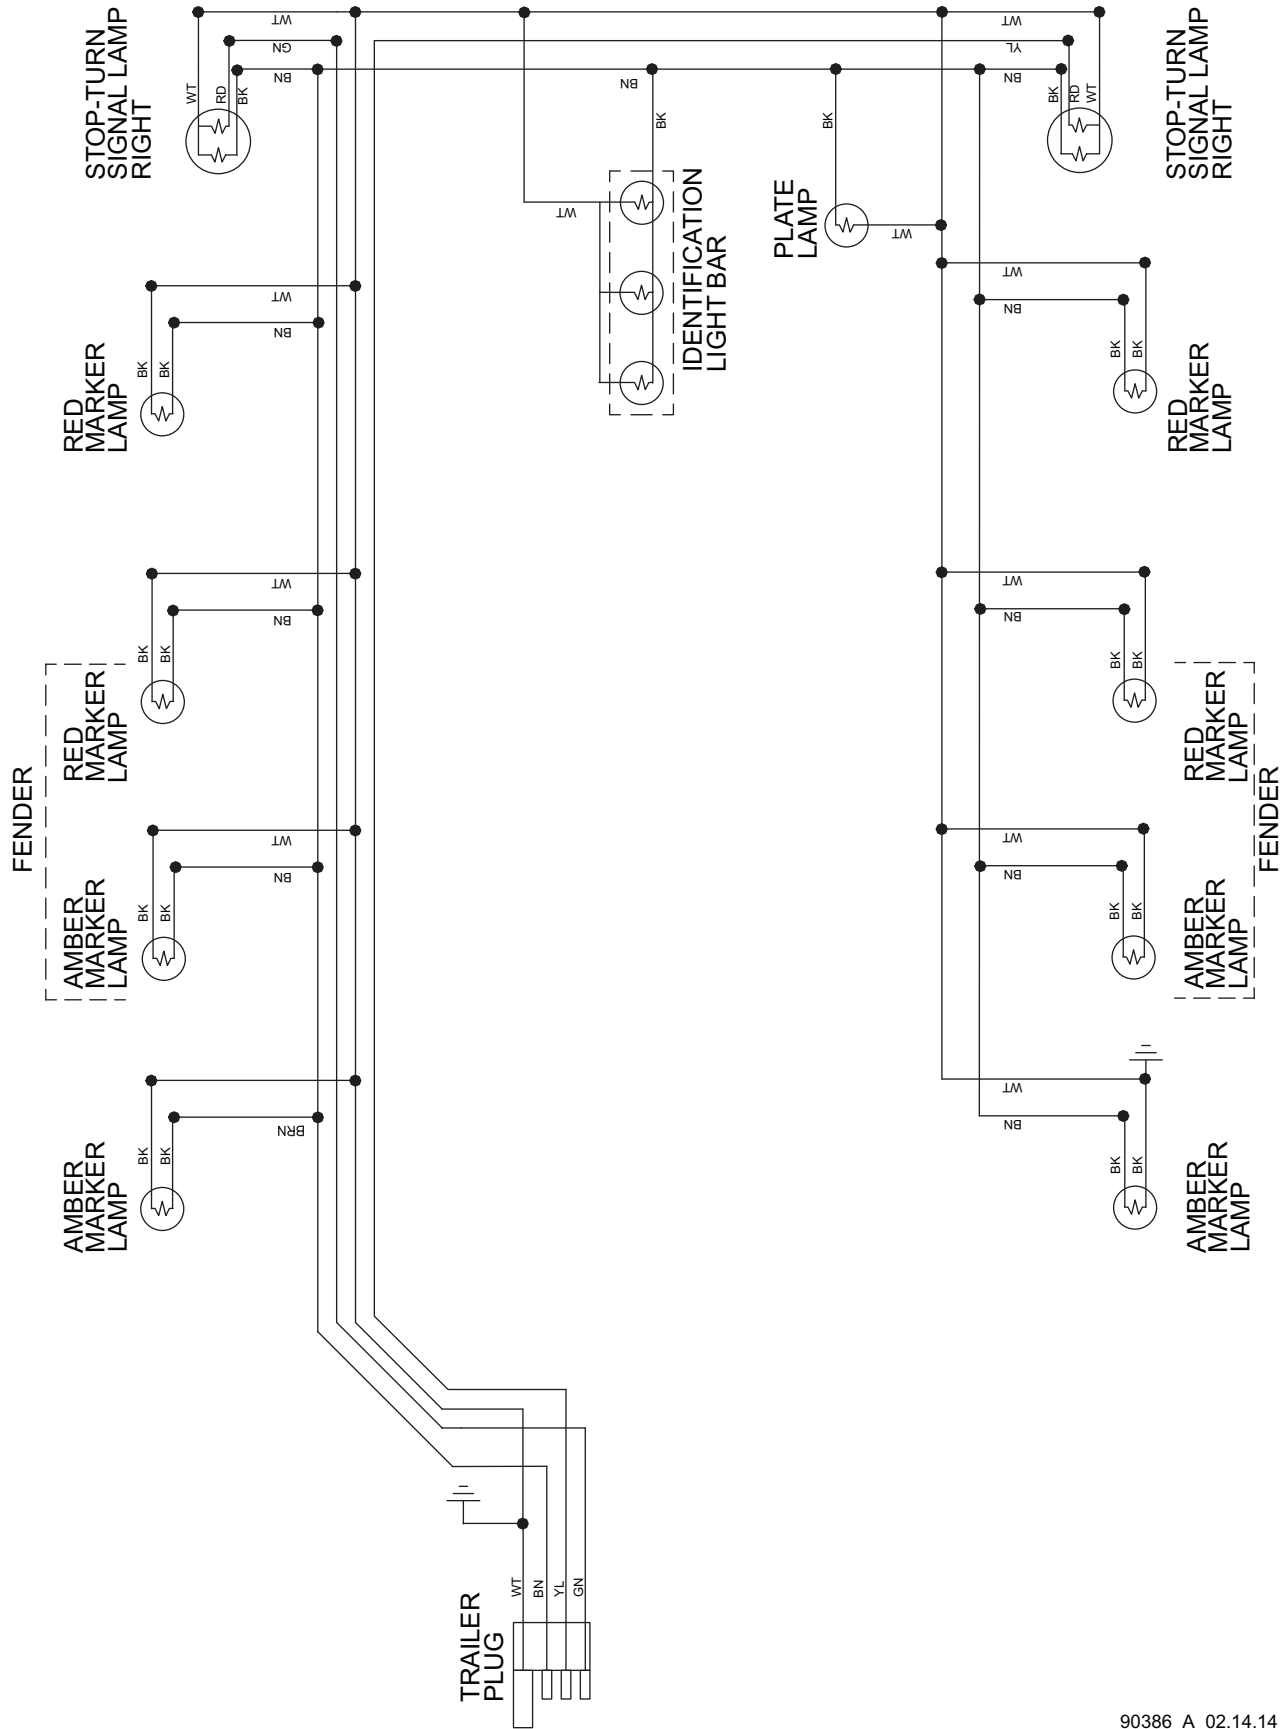 STOP-TURN
SIGNAL LAMP
RIGHT
WT
RD
BK
WT
GN
BN
BN
BK
BK
WT
YL
BN
BK
RD
WT
STOP-TURN
SIGNAL LAMP
RIGHT
WT
IDENTIFICATION
LIGHT BAR
PLATE
LAMP
WT
RED
MARKER
LAMP
BK
BK
WT
BN
WT
BN
BK
BK
RED
MARKER
LAMP
FENDER
RED
MARKER
LAMP
BK
BK
WT
BN
WT
BN
BK
BK
RED
MARKER
LAMP
FENDER
AMBER
MARKER
LAMP
BK
BK
WT
BN
WT
BN
BK
BK
AMBER
MARKER
LAMP
AMBER
MARKER
LAMP
BK
BK
BRN
WT
BN
BK
BK
AMBER
MARKER
LAMP
TRAILER
PLUG
WT
BN
YL
GN
90386 A 02.14.14